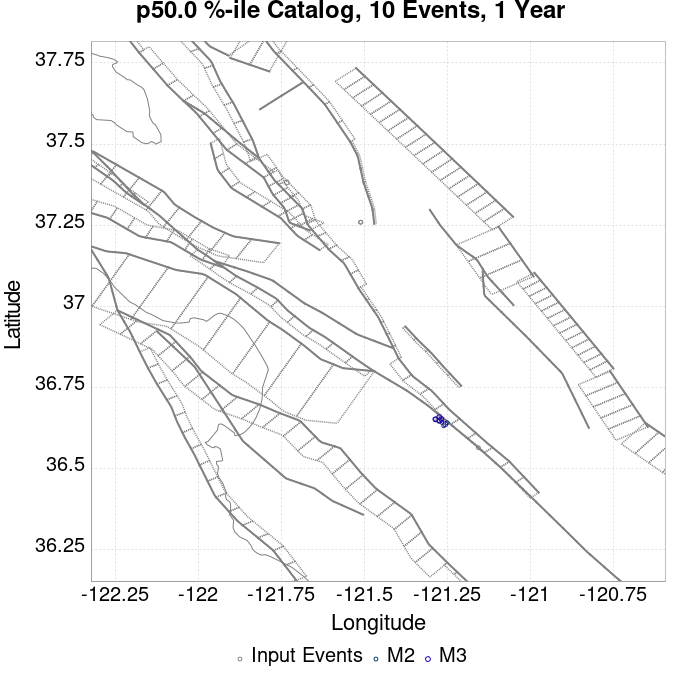 p50.0 %-ile Catalog, 10 Events, 1 Year
37.75
37.5
37.25
37
36.75
36.5
36.25
Latitude
-122.25 -122 -121.75 -121.5 -121.25 -121 -120.75
Longitude
Input Events M2 M3